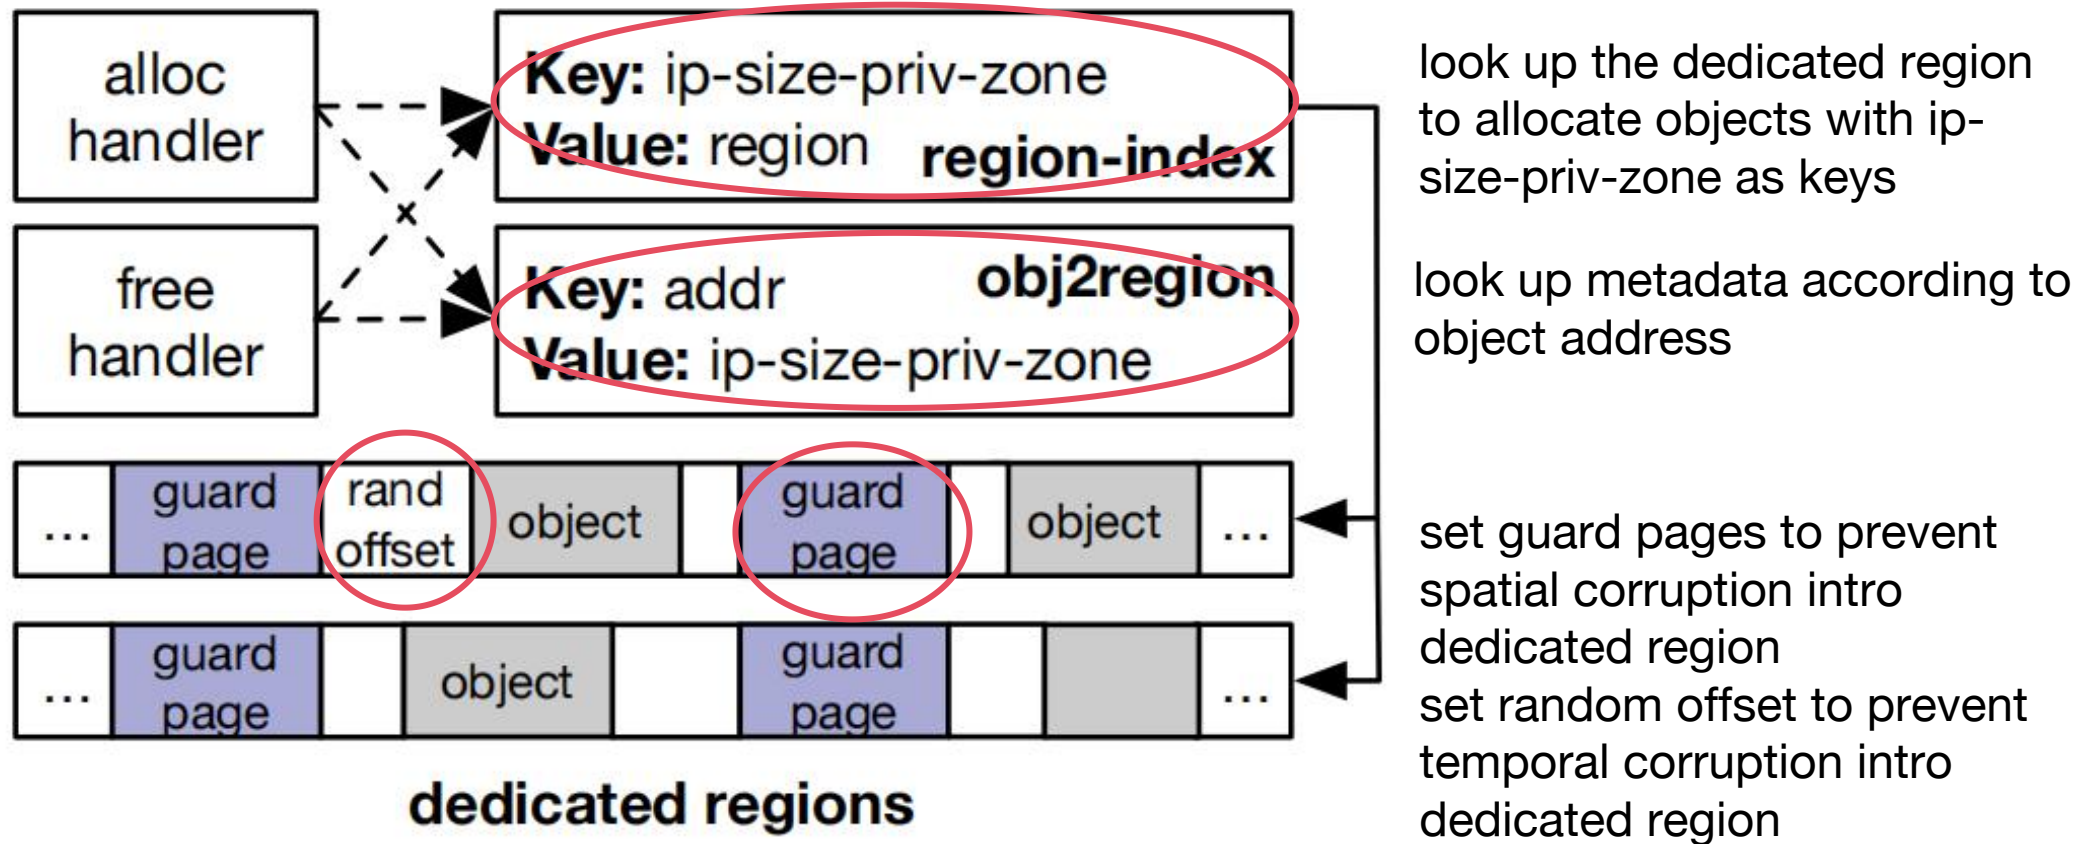 alloc
handler
Key: ip-size-priv-zone
Value: region region-index
look up the dedicated region
to allocate objects with ip-
size-priv-zone as keys
free
handler
Key: addr obj2region
Value: ip-size-priv-zone
look up metadata according to
object address
... guard page rand offset object guard page object ...
... guard page object guard page ...
dedicated regions
set guard pages to prevent
spatial corruption intro
dedicated region
set random offset to prevent
temporal corruption intro
dedicated region